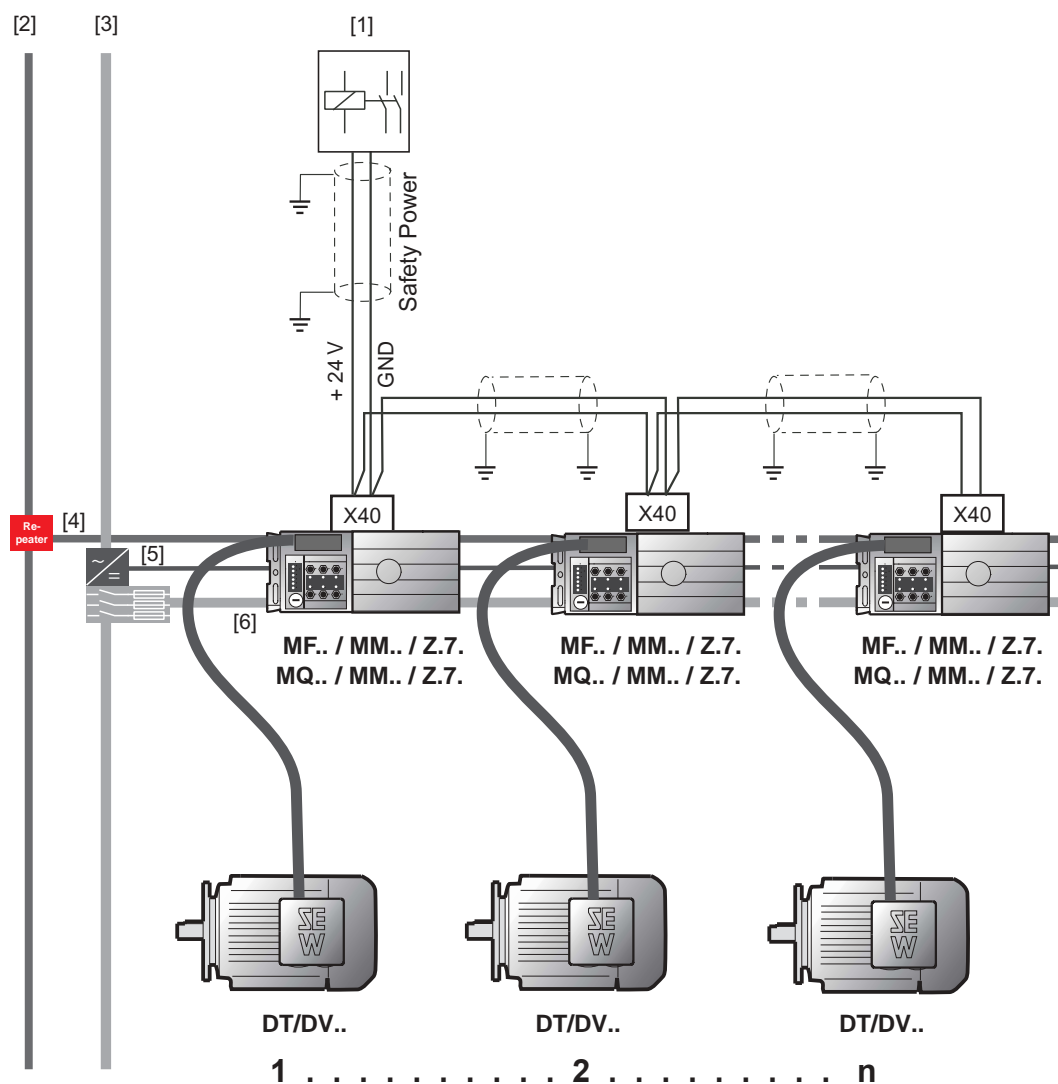 [2]
[3]
[1]
Safety Power
+ 24 V
GND
X40
X40
X40
Re-
peater
[4]
[5]
[6]
MF.. / MM.. / Z.7.
MQ.. / MM.. / Z.7.
MF.. / MM.. / Z.7.
MQ.. / MM.. / Z.7.
MF.. / MM.. / Z.7.
MQ.. / MM.. / Z.7.
SEW
SEW
SEW
DT/DV..
DT/DV..
DT/DV..
1 . . . . . . . . . . 2 . . . . . . . . . n